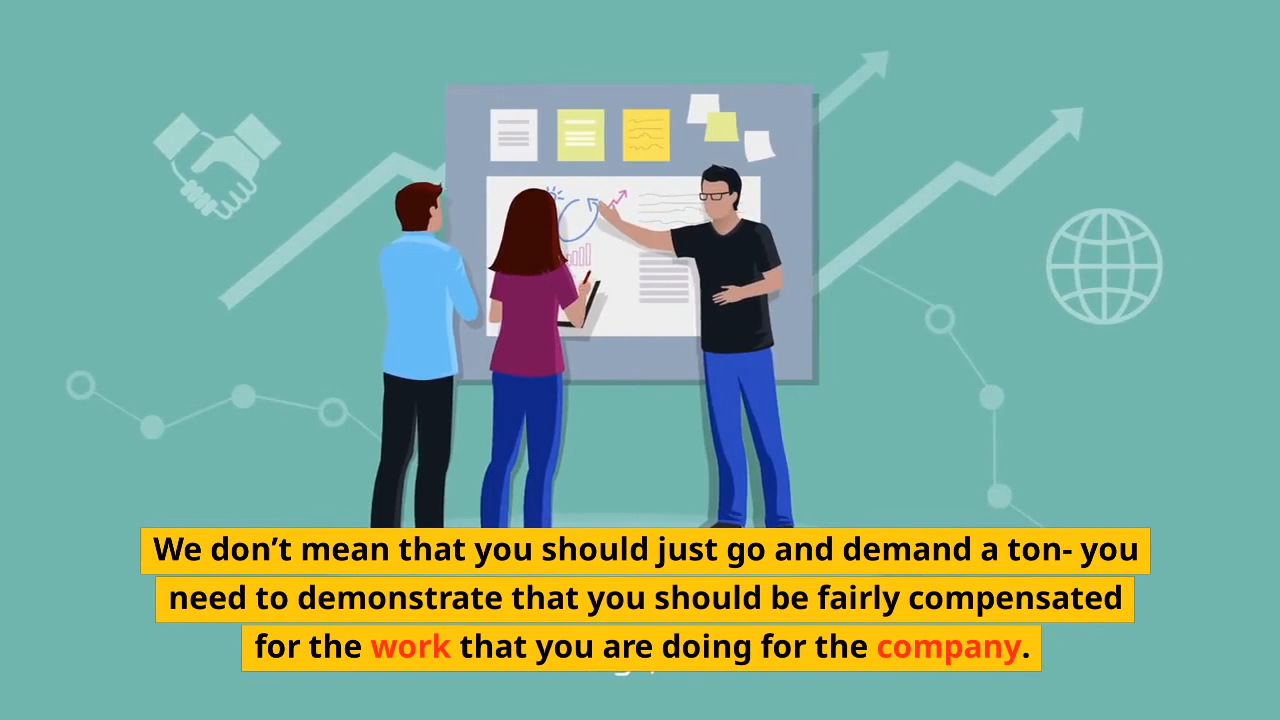 We don’t mean that you should just go and demand a ton- you
need to demonstrate that you should be fairly compensated
for the work that you are doing for the company.